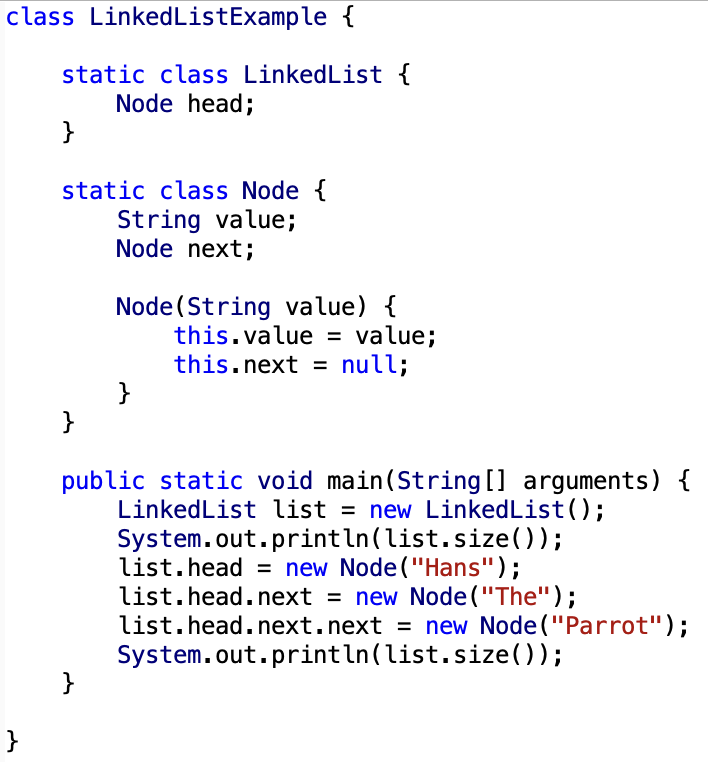 class LinkedListExample {
    static class LinkedList {
        Node head;
    }
    static class Node {
        String value;
        Node next;
        Node(String value) {
            this.value = value;
            this.next = null;
        }
    }
    public static void main(String[] arguments) {
        LinkedList list = new LinkedList();
        System.out.println(list.size());
        list.head = new Node("Hans");
        list.head.next = new Node("The");
        list.head.next.next = new Node("Parrot");
        System.out.println(list.size());
    }
}